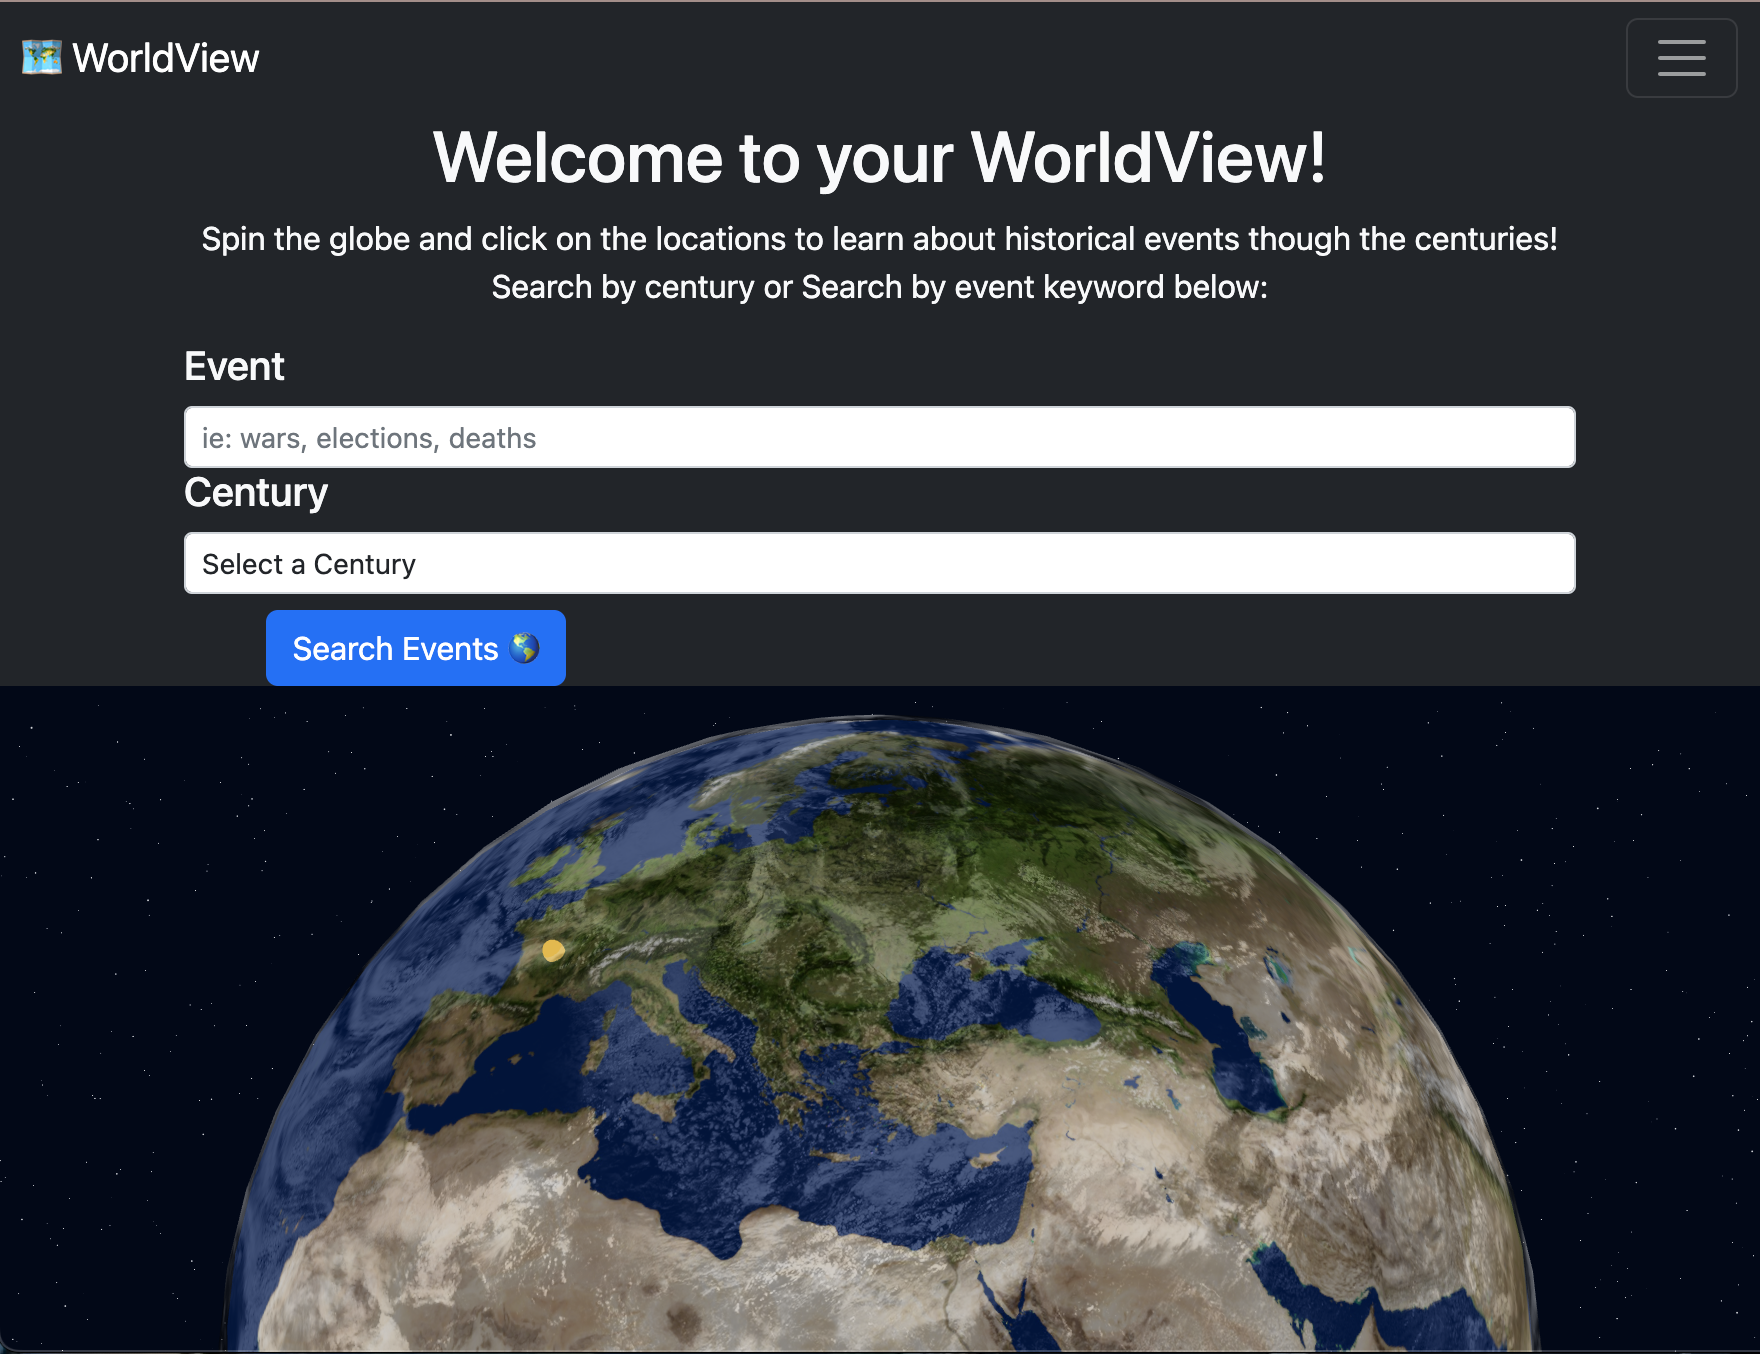 WorldView
Welcome to your WorldView!
Spin the globe and click on the locations to learn about historical events though the centuries!
Search by century or Search by event keyword below:
Event
ie: wars, elections, deaths
Century
Select a Century
Search Events